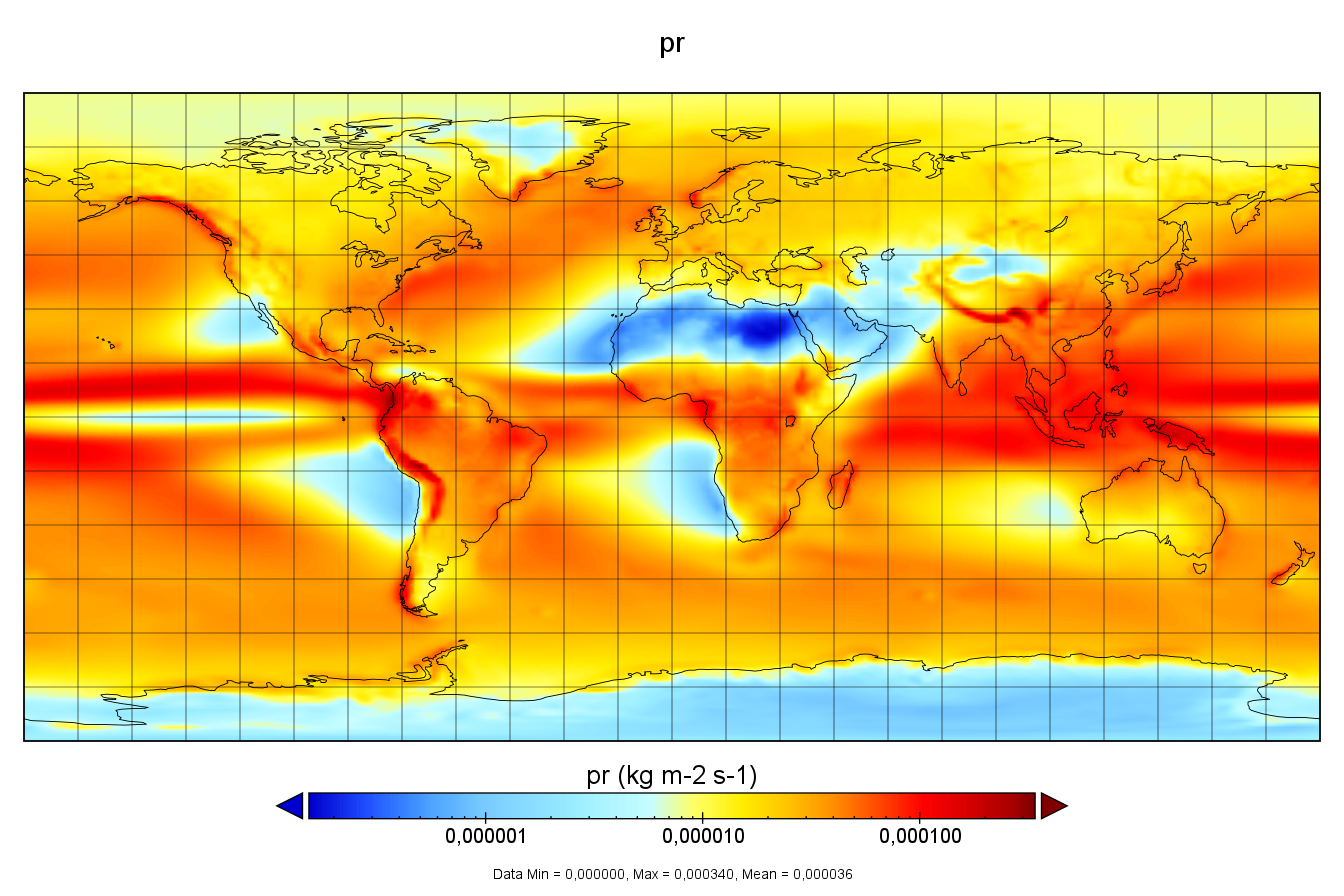 pr
pr (kg m-2 s-1)
0,000001 0,000010 0,000100
Data Min = 0,000000, Max = 0,000340, Mean = 0,000036